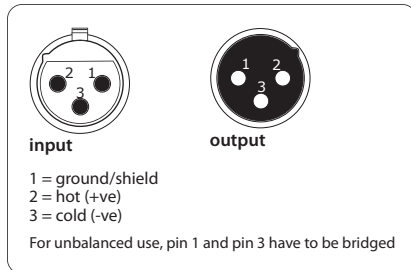 2 1
3
input
1 2
3
output
1 = ground/shield
2 = hot (+ve)
3 = cold (-ve)
For unbalanced use, pin 1 and pin 3 have to be bridged